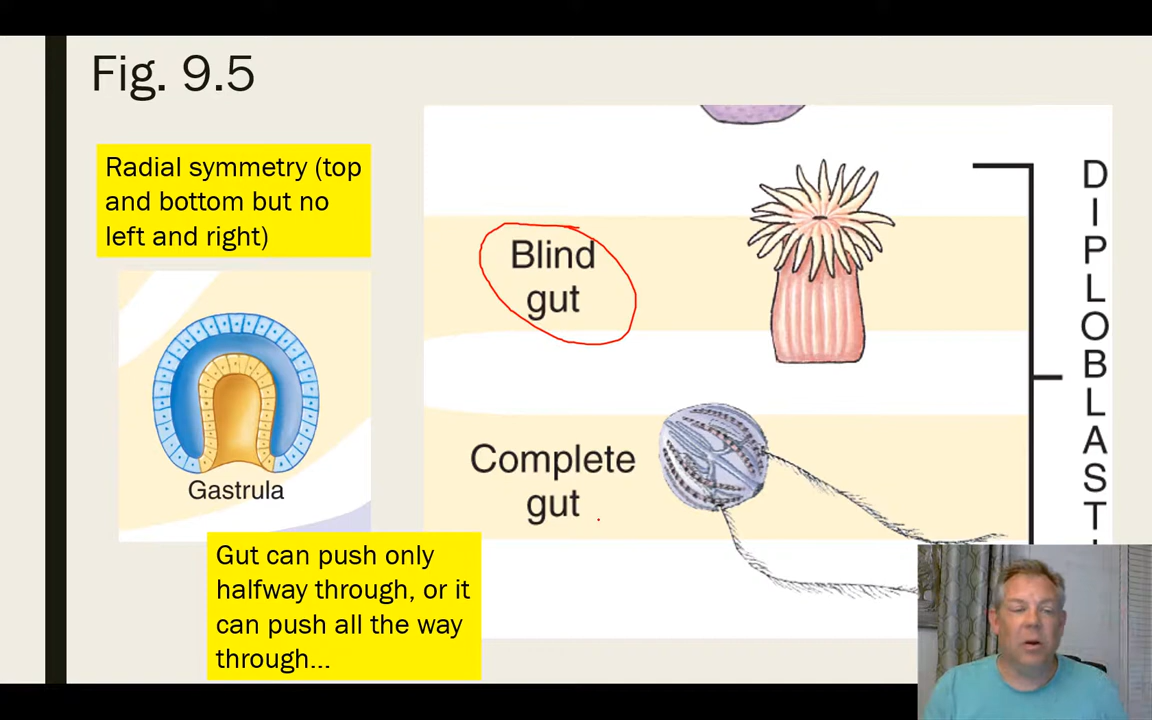 Fig. 9.5
Radial symmetry (top
and bottom but no
left and right)
Gastrula
Gut can push only
halfway through, or it
can push all the way
through...
Blind
gut
Complete
gut
D
I
P
L
O
B
L
A
S
T